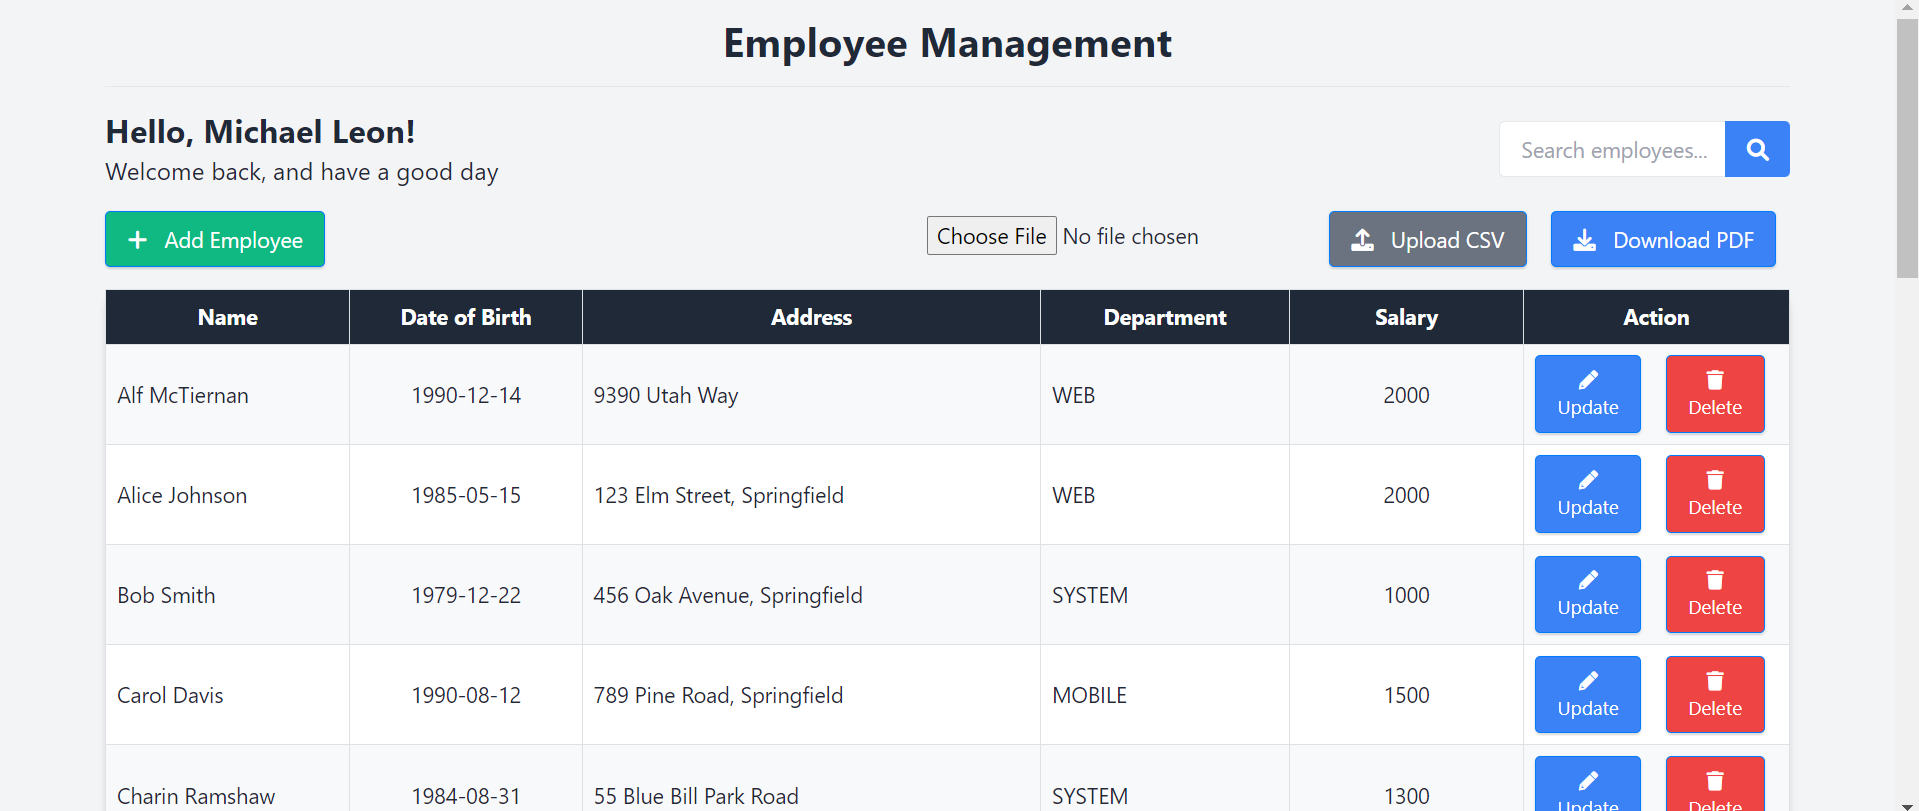 Employee Management
Hello, Michael Leon!
Welcome back, and have a good day
Search employees...
Add Employee
Choose File No file chosen
Upload CSV
Download PDF
Name Date of Birth Address Department Salary Action
Alf McTiernan 1990-12-14 9390 Utah Way WEB 2000 Update Delete
Alice Johnson 1985-05-15 123 Elm Street, Springfield WEB 2000 Update Delete
Bob Smith 1979-12-22 456 Oak Avenue, Springfield SYSTEM 1000 Update Delete
Carol Davis 1990-08-12 789 Pine Road, Springfield MOBILE 1500 Update Delete
Charin Ramshaw 1984-08-31 55 Blue Bill Park Road SYSTEM 1300 Update Delete